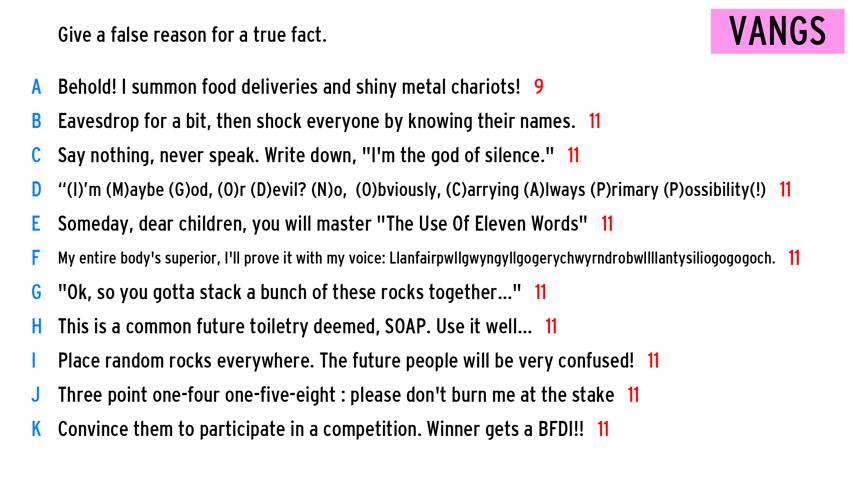 Give a false reason for a true fact.
VANGS
A Behold! I summon food deliveries and shiny metal chariots! 9
B Eavesdrop for a bit, then shock everyone by knowing their names. 11
C Say nothing, never speak. Write down, "I'm the god of silence." 11
D “(I)’m (M)aybe (G)od, (O)r (D)evil? (N)o, (O)bviously, (C)arrying (A)lways (P)rimary (P)ossibility(!) 11
E Someday, dear children, you will master "The Use Of Eleven Words" 11
F My entire body's superior, I'll prove it with my voice: Llanfairpwllgwyngyllgogerychwyrndrobwllllantysiliogogogoch. 11
G "Ok, so you gotta stack a bunch of these rocks together..." 11
H This is a common future toiletry deemed, SOAP. Use it well... 11
I Place random rocks everywhere. The future people will be very confused! 11
J Three point one-four one-five-eight : please don't burn me at the stake 11
K Convince them to participate in a competition. Winner gets a BFDI!! 11